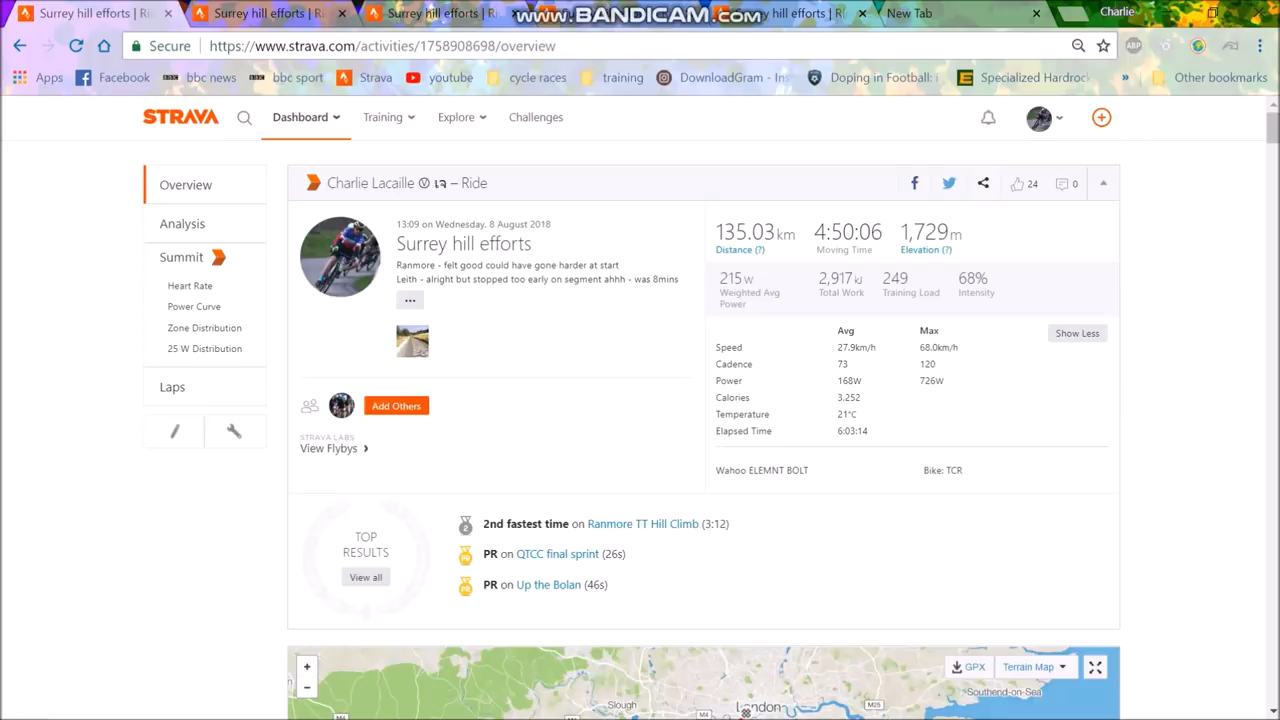 Surrey hill efforts | Ri
Surrey hill efforts | Ri
Surrey hill efforts | Ri
hill efforts | R
New Tab
Charlie
www.BANDICAM.com
Secure
https://www.strava.com/activities/1758908698/overview
ABP
Apps
Facebook
bbc news
bbc sport
Strava
youtube
cycle races
training
DownloadGram - Ins
Doping in Football: i
Specialized Hardrock
»
Other bookmarks
STRAVA
Dashboard
Training
Explore
Challenges
Overview
Analysis
Summit
Heart Rate
Power Curve
Zone Distribution
25 W Distribution
Laps
Charlie Lacaille Ⓥ เจ – Ride
24
0
13:09 on Wednesday, 8 August 2018
Surrey hill efforts
Ranmore - felt good could have gone harder at start
Leith - alright but stopped too early on segment ahhh - was 8mins
...
Add Others
STRAVA LABS
View Flybys
135.03km
Distance (?)
4:50:06
Moving Time
1,729m
Elevation (?)
215W
Weighted Avg Power
2,917kJ
Total Work
249
Training Load
68%
Intensity
Avg Max
Show Less
Speed 27.9km/h 68.0km/h
Cadence 73 120
Power 168W 726W
Calories 3,252
Temperature 21℃
Elapsed Time 6:03:14
Wahoo ELEMNT BOLT
Bike: TCR
TOP
RESULTS
View all
2
2nd fastest time on Ranmore TT Hill Climb (3:12)
PR
PR on QTCC final sprint (26s)
PR
PR on Up the Bolan (46s)
+
−
GPX
Terrain Map
Southend-on-Sea
London
Slough
M4
M4
M25